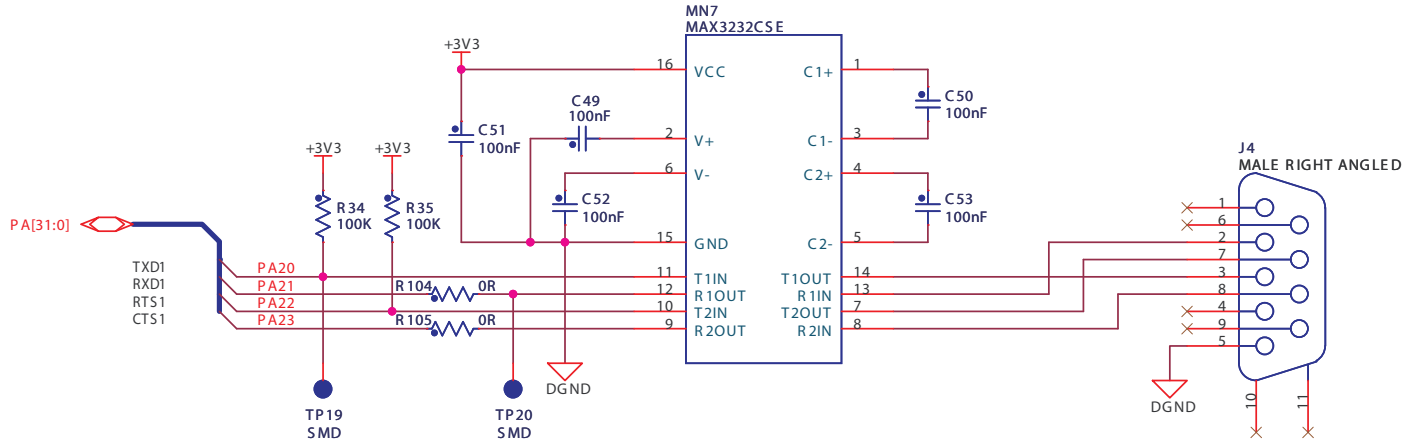 MN7
MAX3232CSE
+3V3
16
VCC
C1+
1
C49
100nF
C51
100nF
C50
100nF
2
V+
C1-
3
+3V3
+3V3
6
V-
C2+
4
J4
MALE RIGHT ANGLED
R34
100K
R35
100K
C52
100nF
C53
100nF
PA[31:0]
15
GND
C2-
5
TXD1
PA20
11
T1IN
T1OUT
14
RXD1
PA21
R104
0R
12
R1OUT
R1IN
13
RTS1
PA22
10
T2IN
T2OUT
7
CTS1
PA23
R105
0R
9
R2OUT
R2IN
8
1
6
2
7
3
8
4
9
5
DGND
DGND
10
11
TP19
SMD
TP20
SMD